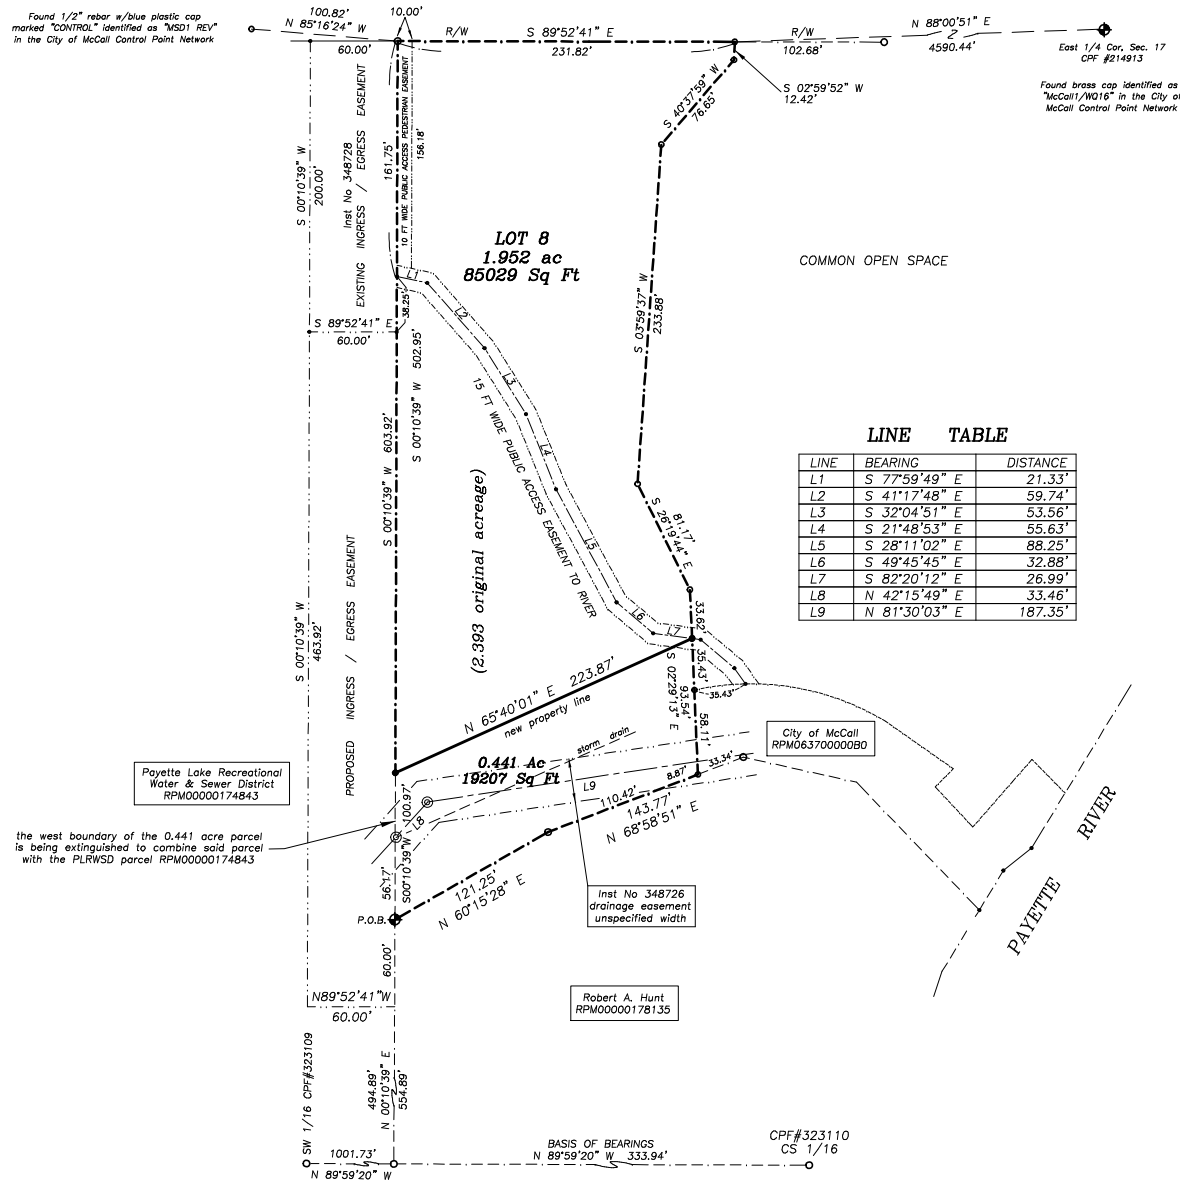 Found 1/2" rebar w/blue plastic cap
marked "CONTROL" identified as "MSD1 REV"
in the City of McCall Control Point Network
100.82'
N 85°16'24" W
10.00'
60.00'
R/W
S 89°52'41" E
231.82'
R/W
102.68'
N 88°00'51" E
4590.44'
East 1/4 Cor, Sec. 17
CPF #214913
Found brass cap identified as
"McCall1/WQ16" in the City of
McCall Control Point Network
S 02°59'52" W
12.42'
S 40°37'59" W
76.65'
S 00°10'39" W
200.00'
Inst No 348728
EXISTING INGRESS / EGRESS EASEMENT
161.75'
10 FT WIDE PUBLIC ACCESS PEDESTRIAN EASEMENT
156.18'
LOT 8
1.952 ac
85029 Sq Ft
COMMON OPEN SPACE
S 03°59'37" W
233.88'
L1
38.25'
L2
S 89°52'41" E
60.00'
S 00°10'39" W 502.95'
S 00°10'39" W 603.92'
L3
15 FT WIDE PUBLIC ACCESS EASEMENT TO RIVER
L4
L5
(2.393 original acreage)
81.17'
S 26°19'44" E
LINE TABLE
LINE BEARING DISTANCE
L1 S 77°59'49" E 21.33'
L2 S 41°17'48" E 59.74'
L3 S 32°04'51" E 53.56'
L4 S 21°48'53" E 55.63'
L5 S 28°11'02" E 88.25'
L6 S 49°45'45" E 32.88'
L7 S 82°20'12" E 26.99'
L8 N 42°15'49" E 33.46'
L9 N 81°30'03" E 187.35'
S 00°10'39" W
463.92'
PROPOSED INGRESS / EGRESS EASEMENT
33.62'
L6
L7
35.43'
S 02°29'13" E
93.54'
35.43'
58.11'
N 65°40'01" E 223.87'
new property line
storm drain
0.441 Ac
19207 Sq Ft
L9
8.87'
33.34'
City of McCall
RPM063700000B0
Payette Lake Recreational
Water & Sewer District
RPM00000174843
the west boundary of the 0.441 acre parcel
is being extinguished to combine said parcel
with the PLRWSD parcel RPM00000174843
100.97'
L8
S00°10'39"W
56.17'
110.42'
143.77'
N 68°58'51" E
121.25'
N 60°15'28" E
P.O.B.
Inst No 348726
drainage easement
unspecified width
PAYETTE RIVER
60.00'
N89°52'41"W
60.00'
Robert A. Hunt
RPM00000178135
SW 1/16 CPF#323109
494.89'
N 00°10'39" E
554.89'
1001.73'
N 89°59'20" W
BASIS OF BEARINGS
N 89°59'20" W 333.94'
CPF#323110
CS 1/16